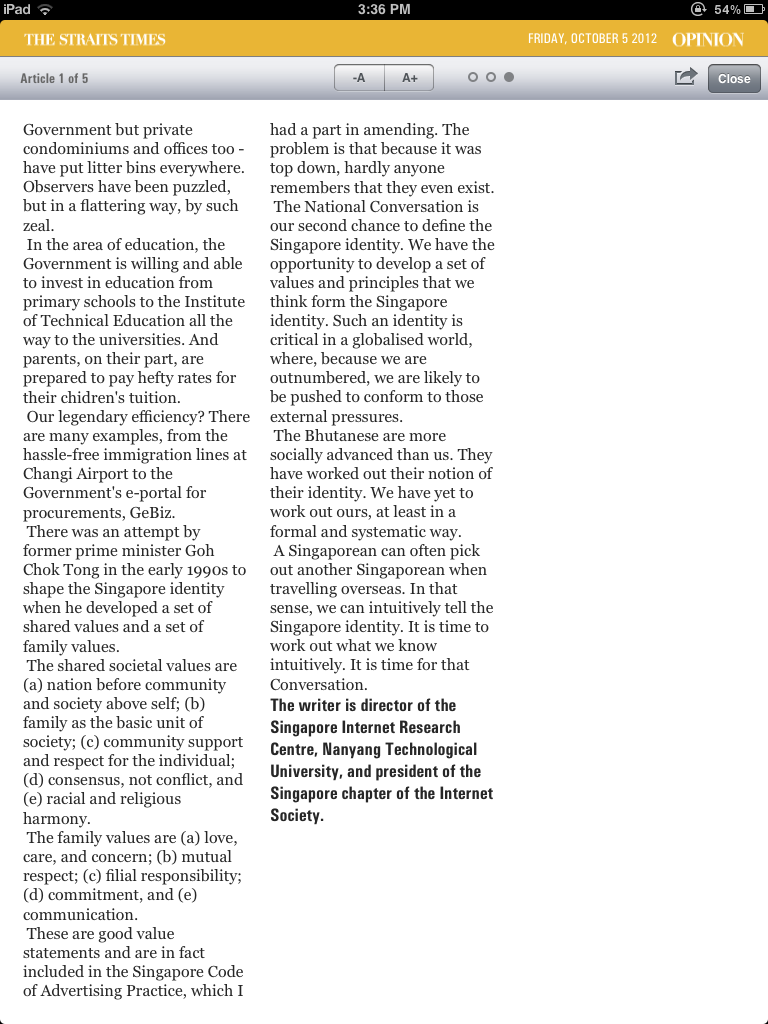 iPad
3:36 PM
54%
THE STRAITS TIMES
FRIDAY, OCTOBER 5 2012 OPINION
Article 1 of 5
-A
A+
Close
Government but private
condominiums and offices too -
have put litter bins everywhere.
Observers have been puzzled,
but in a flattering way, by such
zeal.
In the area of education, the
Government is willing and able
to invest in education from
primary schools to the Institute
of Technical Education all the
way to the universities. And
parents, on their part, are
prepared to pay hefty rates for
their chidren's tuition.
Our legendary efficiency? There
are many examples, from the
hassle-free immigration lines at
Changi Airport to the
Government's e-portal for
procurements, GeBiz.
There was an attempt by
former prime minister Goh
Chok Tong in the early 1990s to
shape the Singapore identity
when he developed a set of
shared values and a set of
family values.
The shared societal values are
(a) nation before community
and society above self; (b)
family as the basic unit of
society; (c) community support
and respect for the individual;
(d) consensus, not conflict, and
(e) racial and religious
harmony.
The family values are (a) love,
care, and concern; (b) mutual
respect; (c) filial responsibility;
(d) commitment, and (e)
communication.
These are good value
statements and are in fact
included in the Singapore Code
of Advertising Practice, which I
had a part in amending. The
problem is that because it was
top down, hardly anyone
remembers that they even exist.
The National Conversation is
our second chance to define the
Singapore identity. We have the
opportunity to develop a set of
values and principles that we
think form the Singapore
identity. Such an identity is
critical in a globalised world,
where, because we are
outnumbered, we are likely to
be pushed to conform to those
external pressures.
The Bhutanese are more
socially advanced than us. They
have worked out their notion of
their identity. We have yet to
work out ours, at least in a
formal and systematic way.
A Singaporean can often pick
out another Singaporean when
travelling overseas. In that
sense, we can intuitively tell the
Singapore identity. It is time to
work out what we know
intuitively. It is time for that
Conversation.
The writer is director of the
Singapore Internet Research
Centre, Nanyang Technological
University, and president of the
Singapore chapter of the Internet
Society.